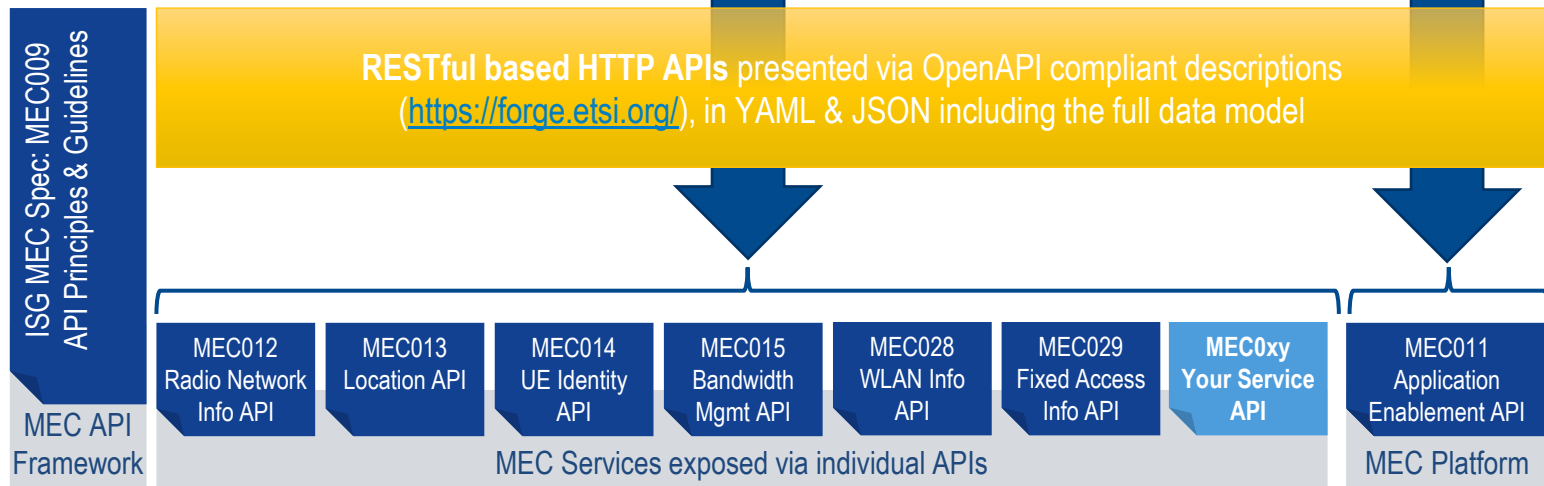 ISG MEC Spec: MEC009
API Principles & Guidelines
MEC API
Framework
RESTful based HTTP APIs presented via OpenAPI compliant descriptions
(https://forge.etsi.org/), in YAML & JSON including the full data model
MEC012
Radio Network
Info API
MEC013
Location API
MEC014
UE Identity
API
MEC015
Bandwidth
Mgmt API
MEC028
WLAN Info
API
MEC029
Fixed Access
Info API
MEC0xy
Your Service
API
MEC Services exposed via individual APIs
MEC011
Application
Enablement API
MEC Platform